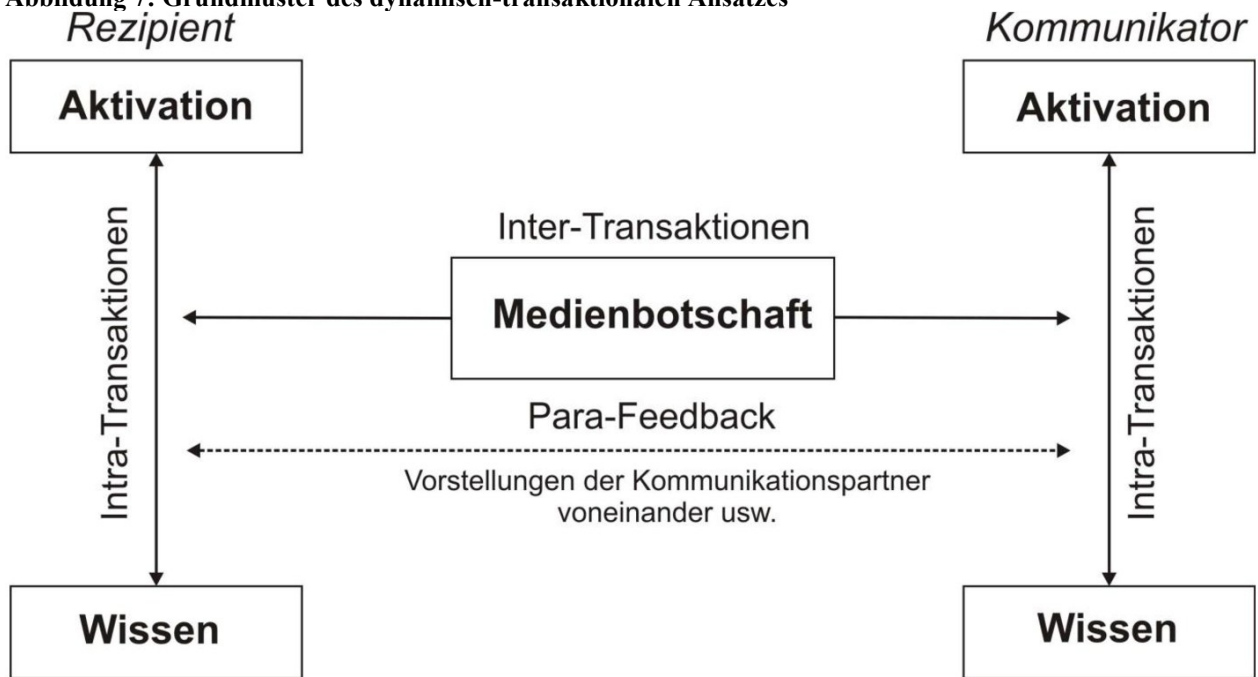 Abbildung 7: Grundmuster des dynamisch-transaktionalen Ansatzes
Rezipient
Kommunikator
Aktivation
Aktivation
Intra-Transaktionen
Inter-Transaktionen
Medienbotschaft
Para-Feedback
Vorstellungen der Kommunikationspartner
voneinander usw.
Intra-Transaktionen
Wissen
Wissen